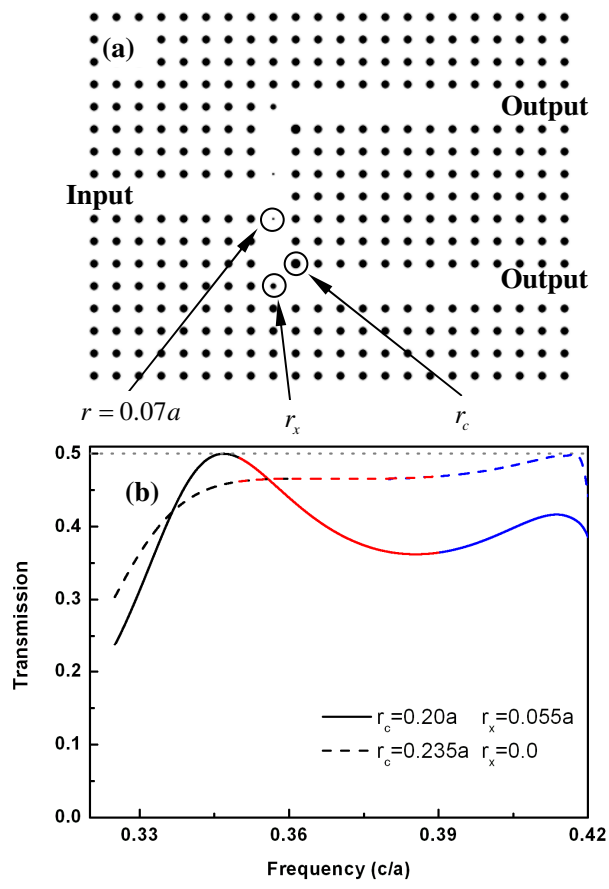 (a)
Output
Input
Output
r = 0.07a
r_x
r_c
(b)
Transmission
0.5
0.4
0.3
0.2
0.1
0.0
r_c=0.20a r_x=0.055a
r_c=0.235a r_x=0.0
0.33 0.36 0.39 0.42
Frequency (c/a)